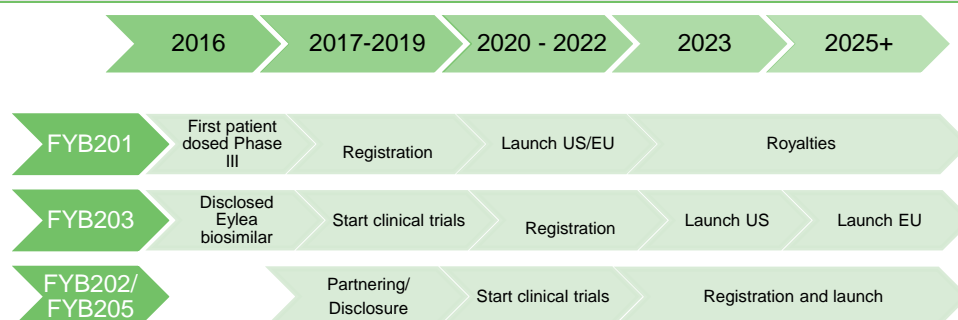 2016
2017-2019
2020 - 2022
2023
2025+
FYB201
First patient
dosed Phase
III
Registration
Launch US/EU
Royalties
FYB203
Disclosed
Eylea
biosimilar
Start clinical trials
Registration
Launch US
Launch EU
FYB202/
FYB205
Partnering/
Disclosure
Start clinical trials
Registration and launch